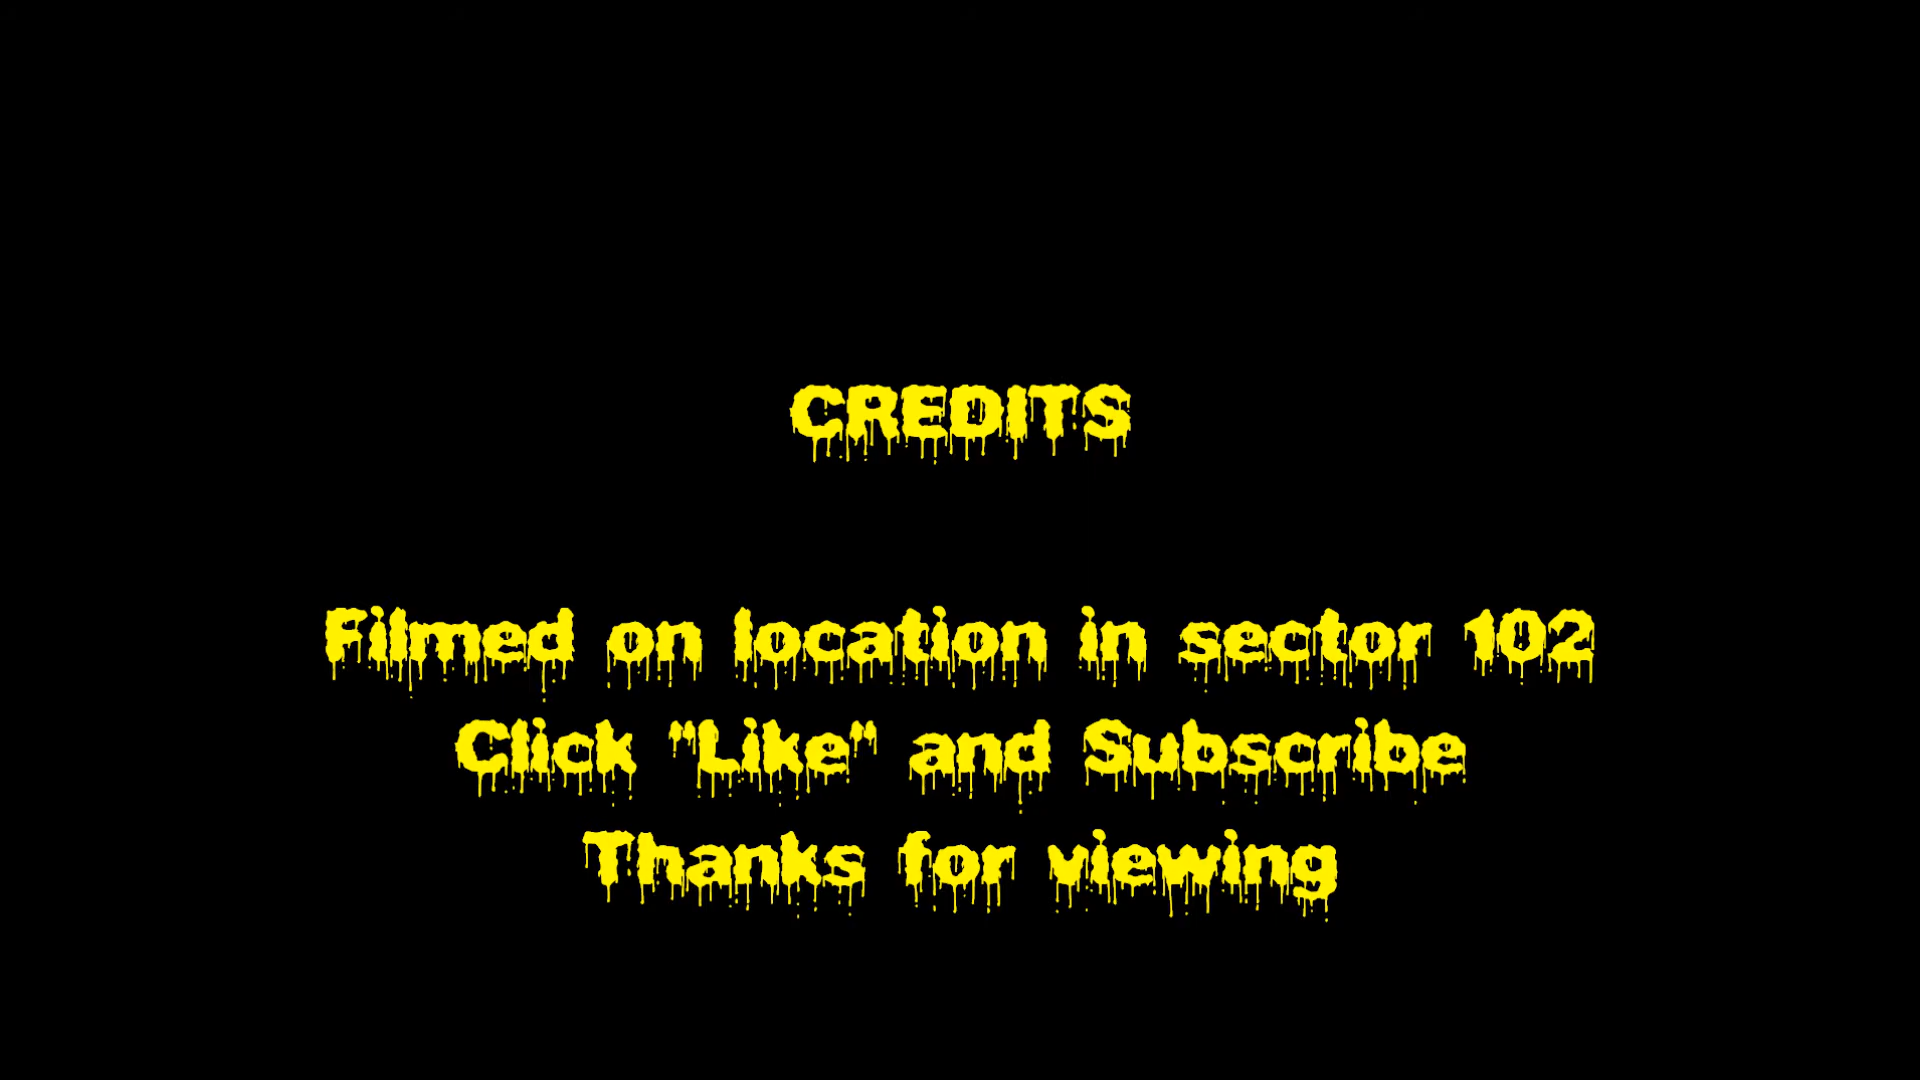 CREDITS
Filmed on location in sector 102
Click "Like" and Subscribe
Thanks for viewing